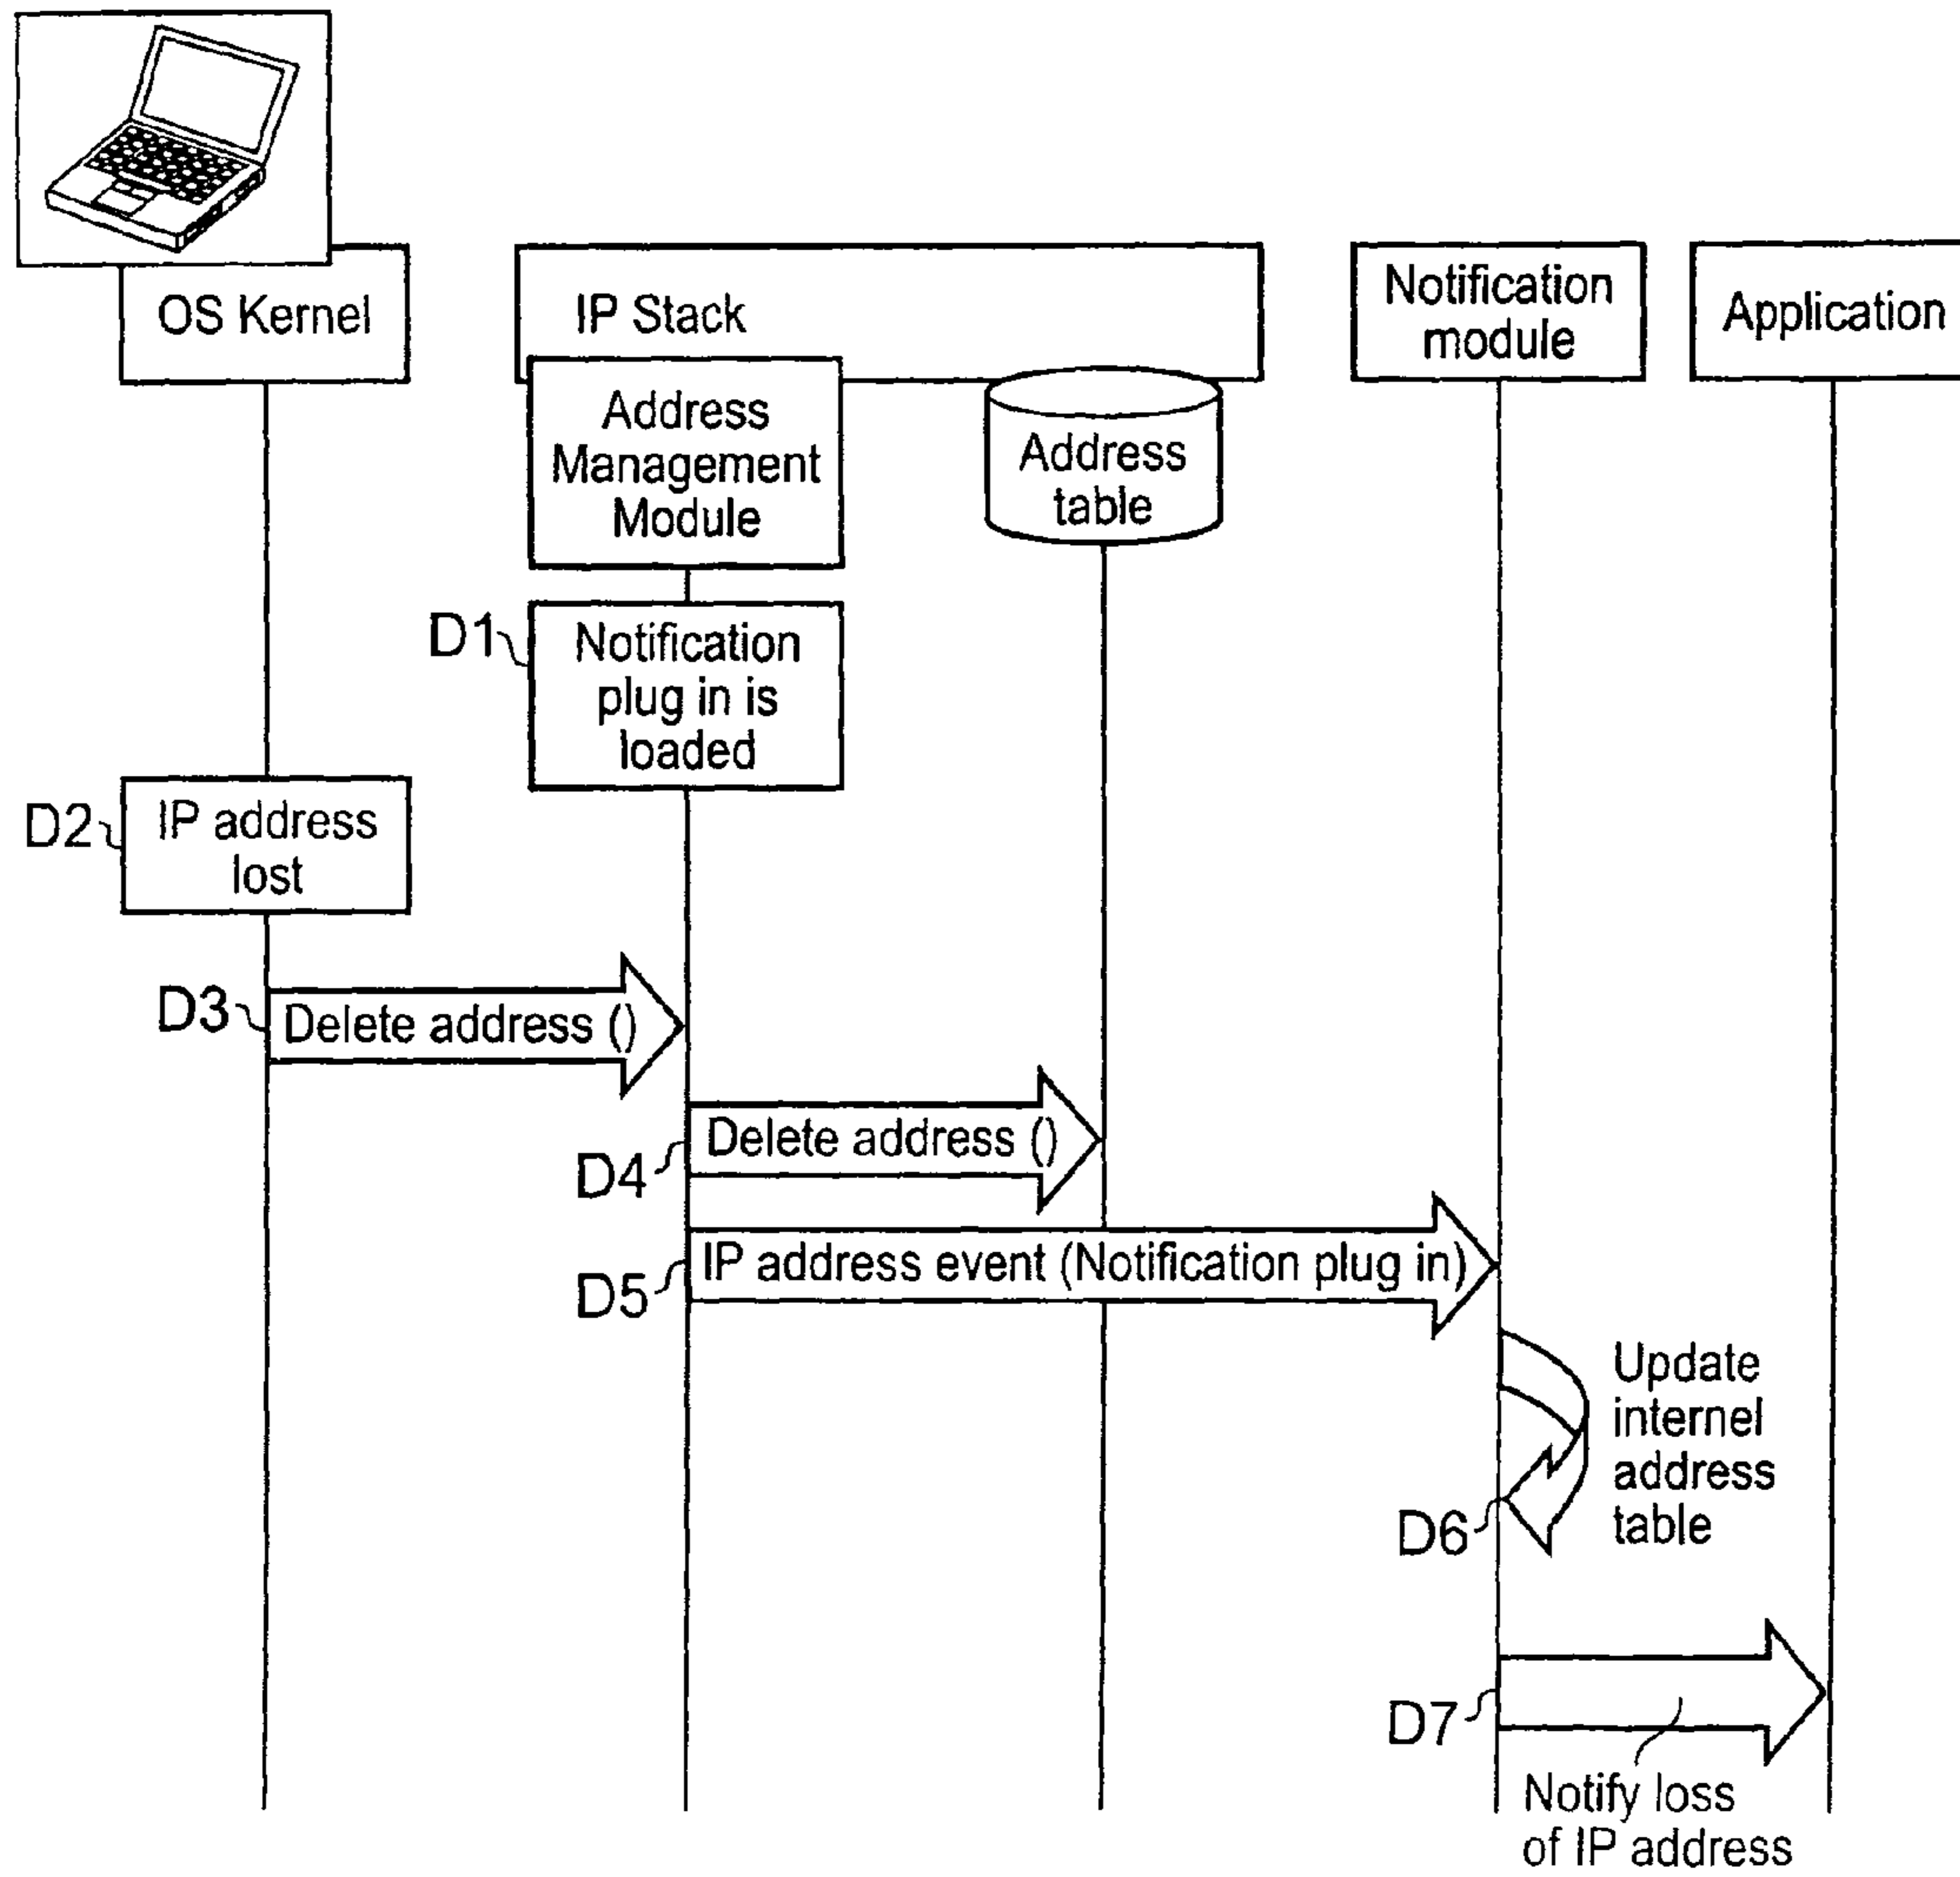 OS Kernel
IP Stack
Notification
module
Application
Address
Management
Module
Address
table
D1
Notification
plug in is
loaded
D2
IP address
lost
D3
Delete address ()
D4
Delete address ()
D5
IP address event (Notification plug in)
Update
internel
address
table
D6
D7
Notify loss
of IP address